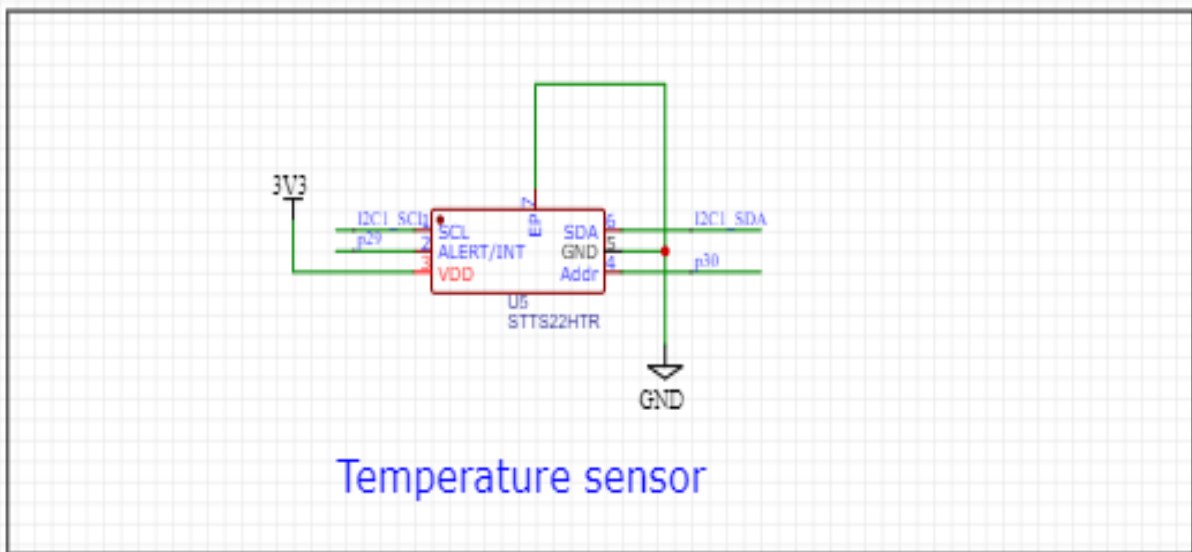 3V3
I2C1_SCL
1
SCL
EP
7
SDA
6
I2C1_SDA
p29
2
ALERT/INT
GND
5
3
VDD
Addr
4
p30
U5
STTS22HTR
GND
Temperature sensor